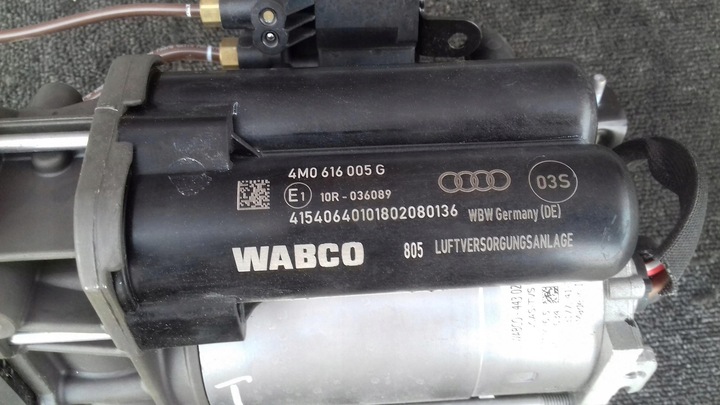 4M0 616 005 G
E1 10R - 036089
03S
41540640101802080136 WBW Germany (DE)
WABCO 805 LUFTVERSORGUNGSANLAGE